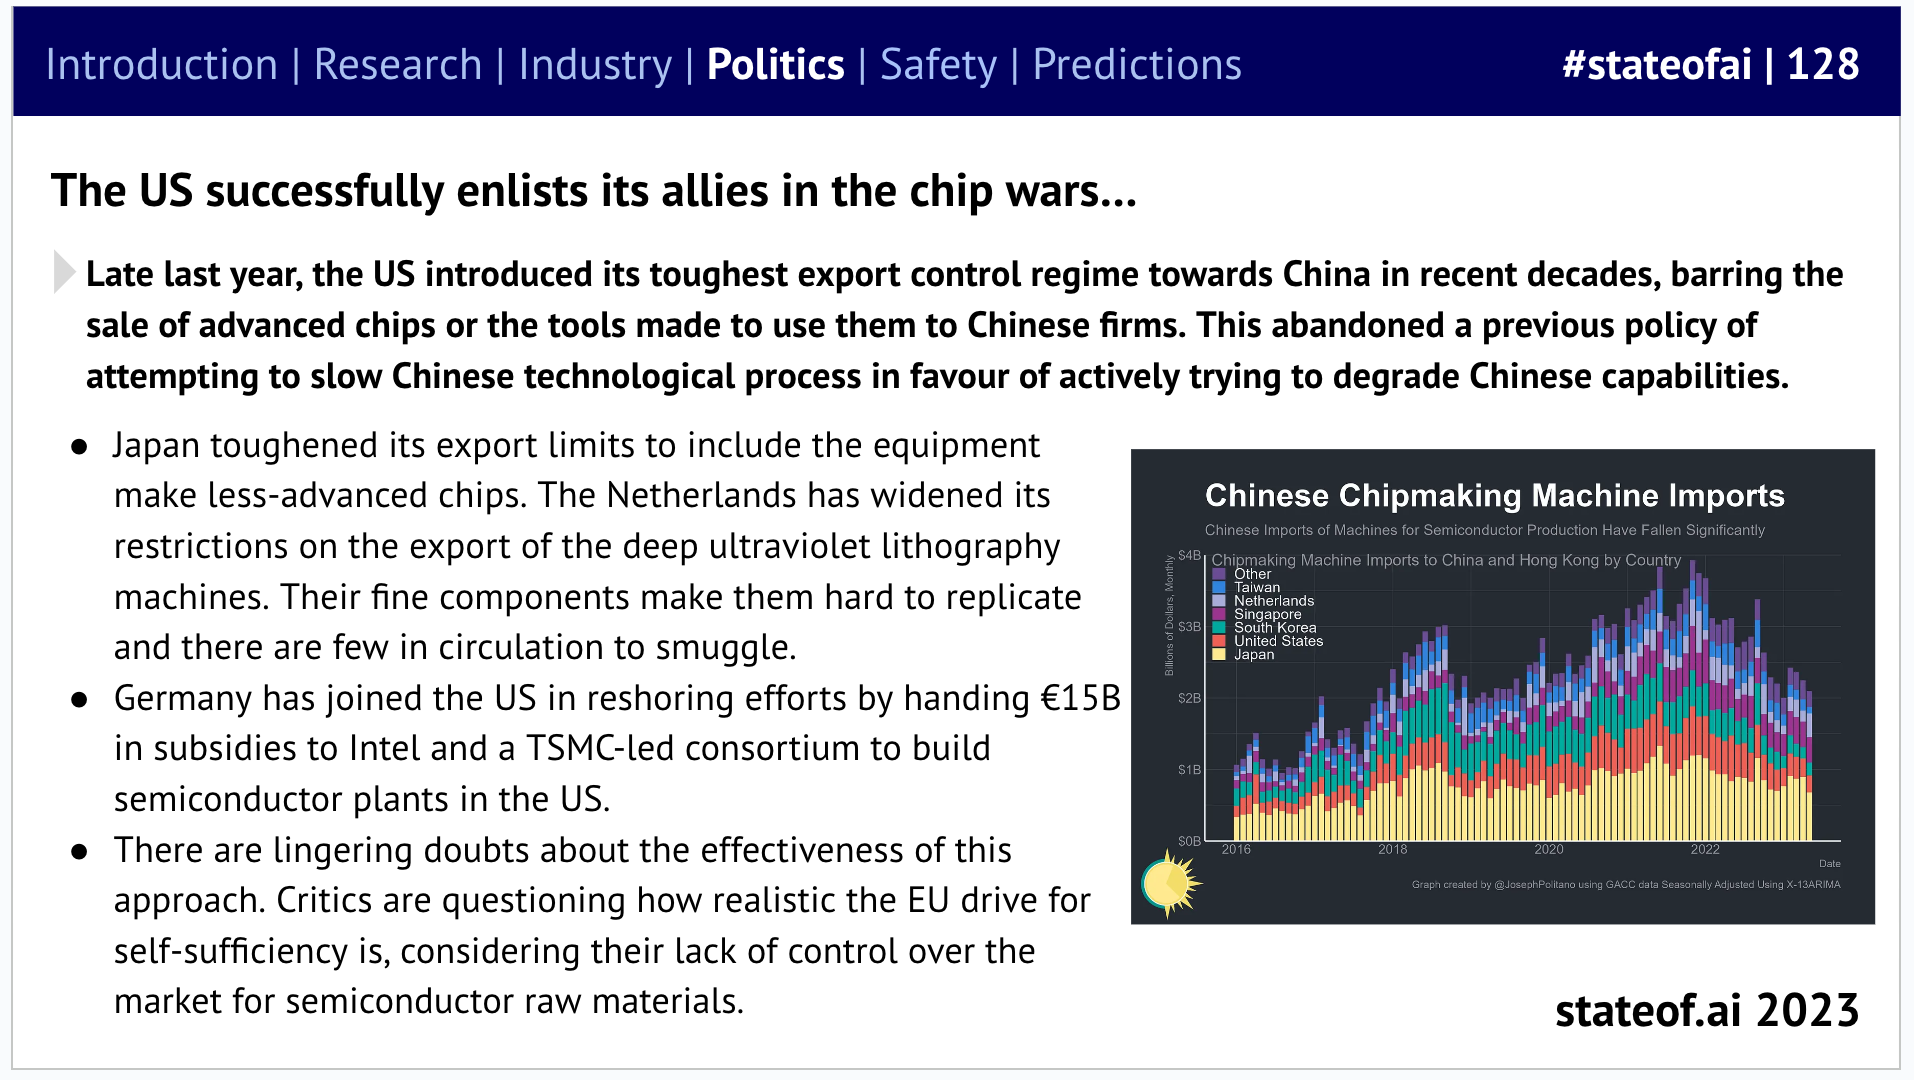 Introduction | Research | Industry | Politics | Safety | Predictions
#stateofai | 128
The US successfully enlists its allies in the chip wars…
Late last year, the US introduced its toughest export control regime towards China in recent decades, barring the
sale of advanced chips or the tools made to use them to Chinese firms. This abandoned a previous policy of
attempting to slow Chinese technological process in favour of actively trying to degrade Chinese capabilities.
● Japan toughened its export limits to include the equipment
make less-advanced chips. The Netherlands has widened its
restrictions on the export of the deep ultraviolet lithography
machines. Their fine components make them hard to replicate
and there are few in circulation to smuggle.
● Germany has joined the US in reshoring efforts by handing €15B
in subsidies to Intel and a TSMC-led consortium to build
semiconductor plants in the US.
● There are lingering doubts about the effectiveness of this
approach. Critics are questioning how realistic the EU drive for
self-sufficiency is, considering their lack of control over the
market for semiconductor raw materials.
Chinese Chipmaking Machine Imports
Chinese Imports of Machines for Semiconductor Production Have Fallen Significantly
Chipmaking Machine Imports to China and Hong Kong by Country
Other
Taiwan
Netherlands
Singapore
South Korea
United States
Japan
Billions of Dollars, Monthly
$4B
$3B
$2B
$1B
$0B
2016 2018 2020 2022
Date
Graph created by @JosephPolitano using GACC data Seasonally Adjusted Using X-13ARIMA
stateof.ai 2023